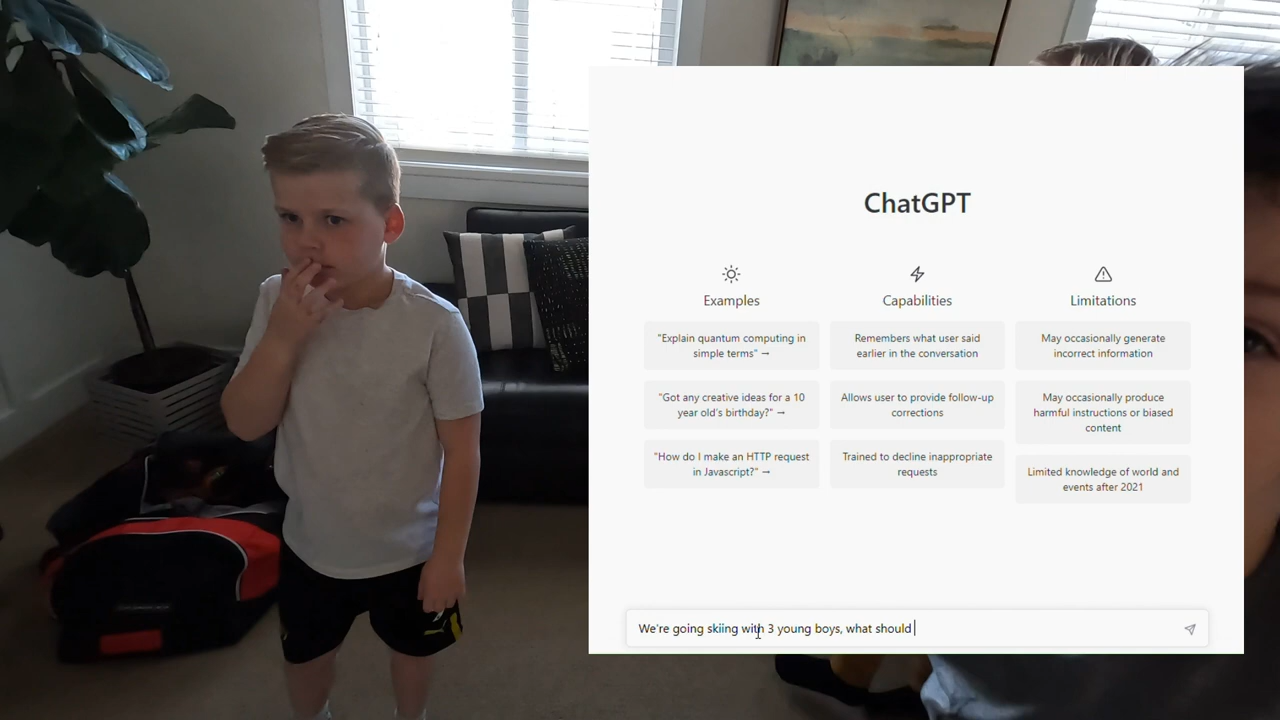 ChatGPT
Examples
Capabilities
Limitations
"Explain quantum computing in
simple terms" →
Remembers what user said
earlier in the conversation
May occasionally generate
incorrect information
"Got any creative ideas for a 10
year old's birthday?" →
Allows user to provide follow-up
corrections
May occasionally produce
harmful instructions or biased
content
"How do I make an HTTP request
in Javascript?" →
Trained to decline inappropriate
requests
Limited knowledge of world and
events after 2021
We're going skiing with 3 young boys, what should